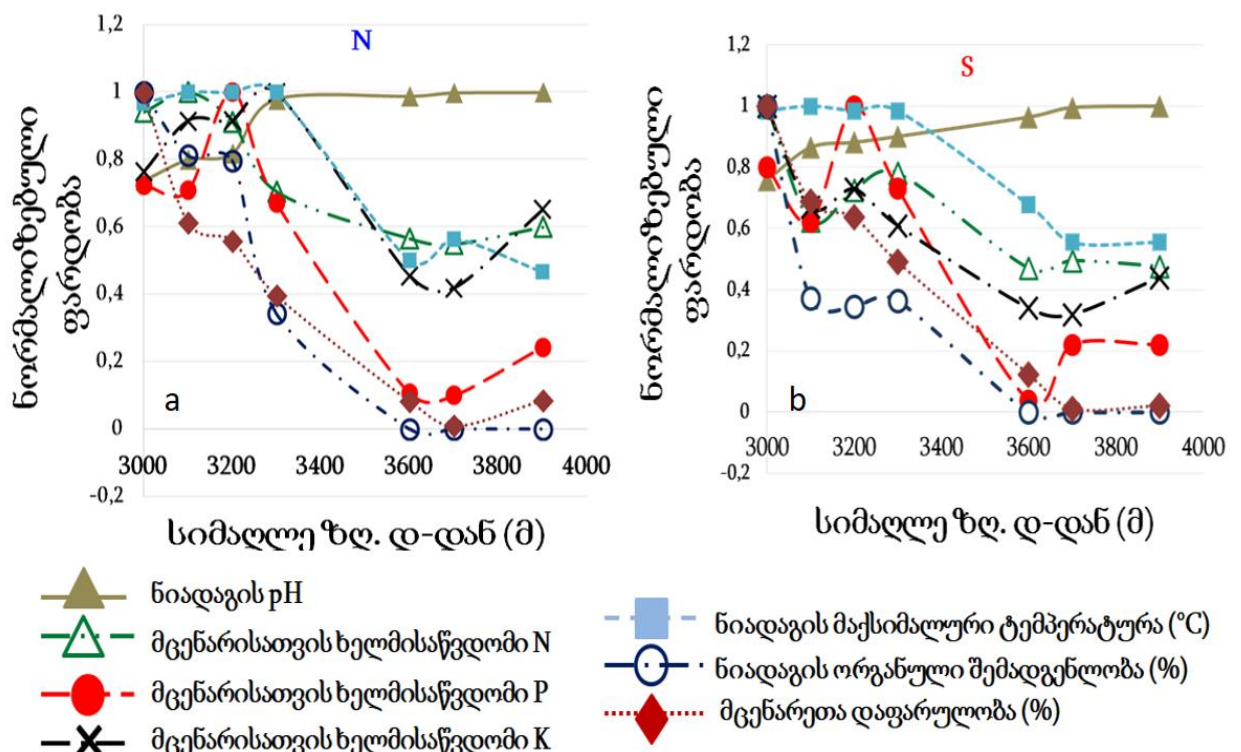 N
1,2
1
0,8
0,6
0,4
0,2
0
-0,2
ნორმალიზებული
ფარდობა
a
3000 3200 3400 3600 3800 4000
სიმაღლე ზღ. დ-დან (მ)
S
1,2
1
0,8
0,6
0,4
0,2
0
-0,2
ნორმალიზებული
ფარდობა
b
3000 3200 3400 3600 3800 4000
სიმაღლე ზღ. დ-დან (მ)
ნიადაგის pH
მცენარისათვის ხელმისაწვდომი N
მცენარისათვის ხელმისაწვდომი P
მცენარისათვის ხელმისაწვდომი K
ნიადაგის მაქსიმალური ტემპერატურა (°C)
ნიადაგის ორგანული შემადგენლობა (%)
მცენარეთა დაფარულობა (%)